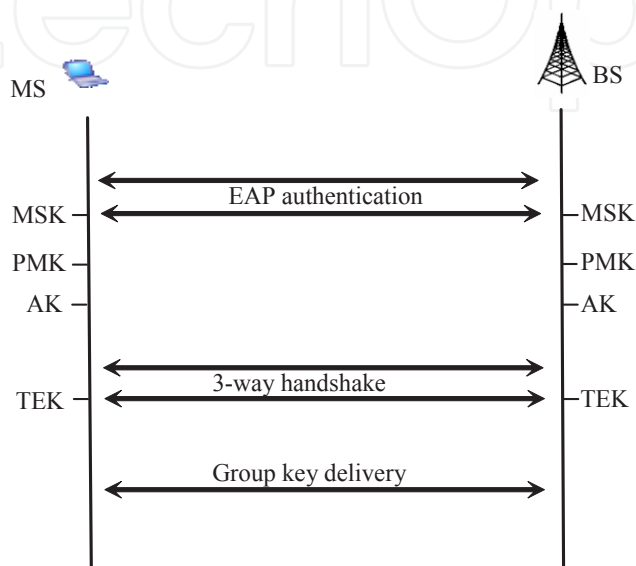 MS
BS
EAP authentication
MSK
MSK
PMK
PMK
AK
AK
3-way handshake
TEK
TEK
Group key delivery